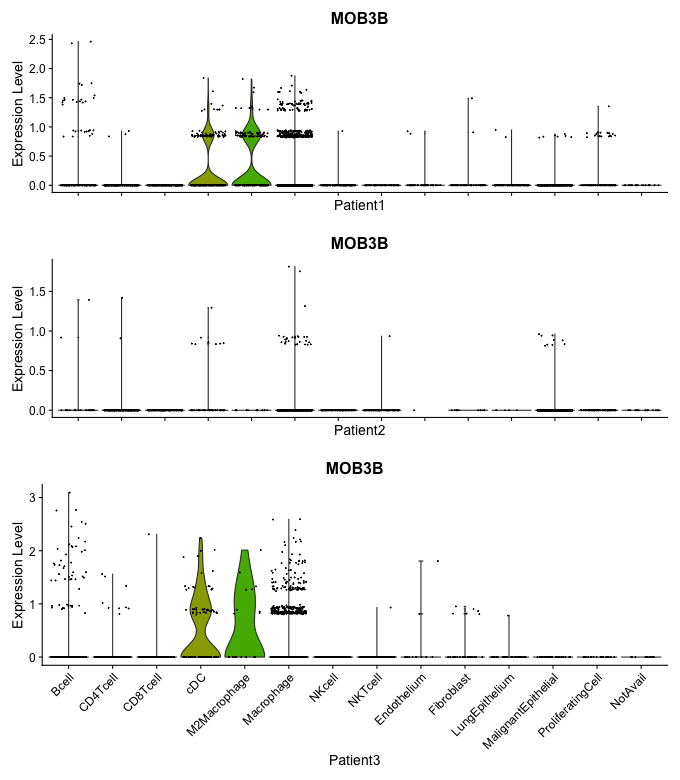 MOB3B
Expression Level
2.5
2.0
1.5
1.0
0.5
0.0
Patient1
MOB3B
Expression Level
1.5
1.0
0.5
0.0
Patient2
MOB3B
Expression Level
3
2
1
0
Bcell
CD4Tcell
CD8Tcell
cDC
M2Macrophage
Macrophage
NKcell
NKTcell
Endothelium
Fibroblast
LungEpithelium
MalignantEpithelial
ProliferatingCell
NotAvail
Patient3